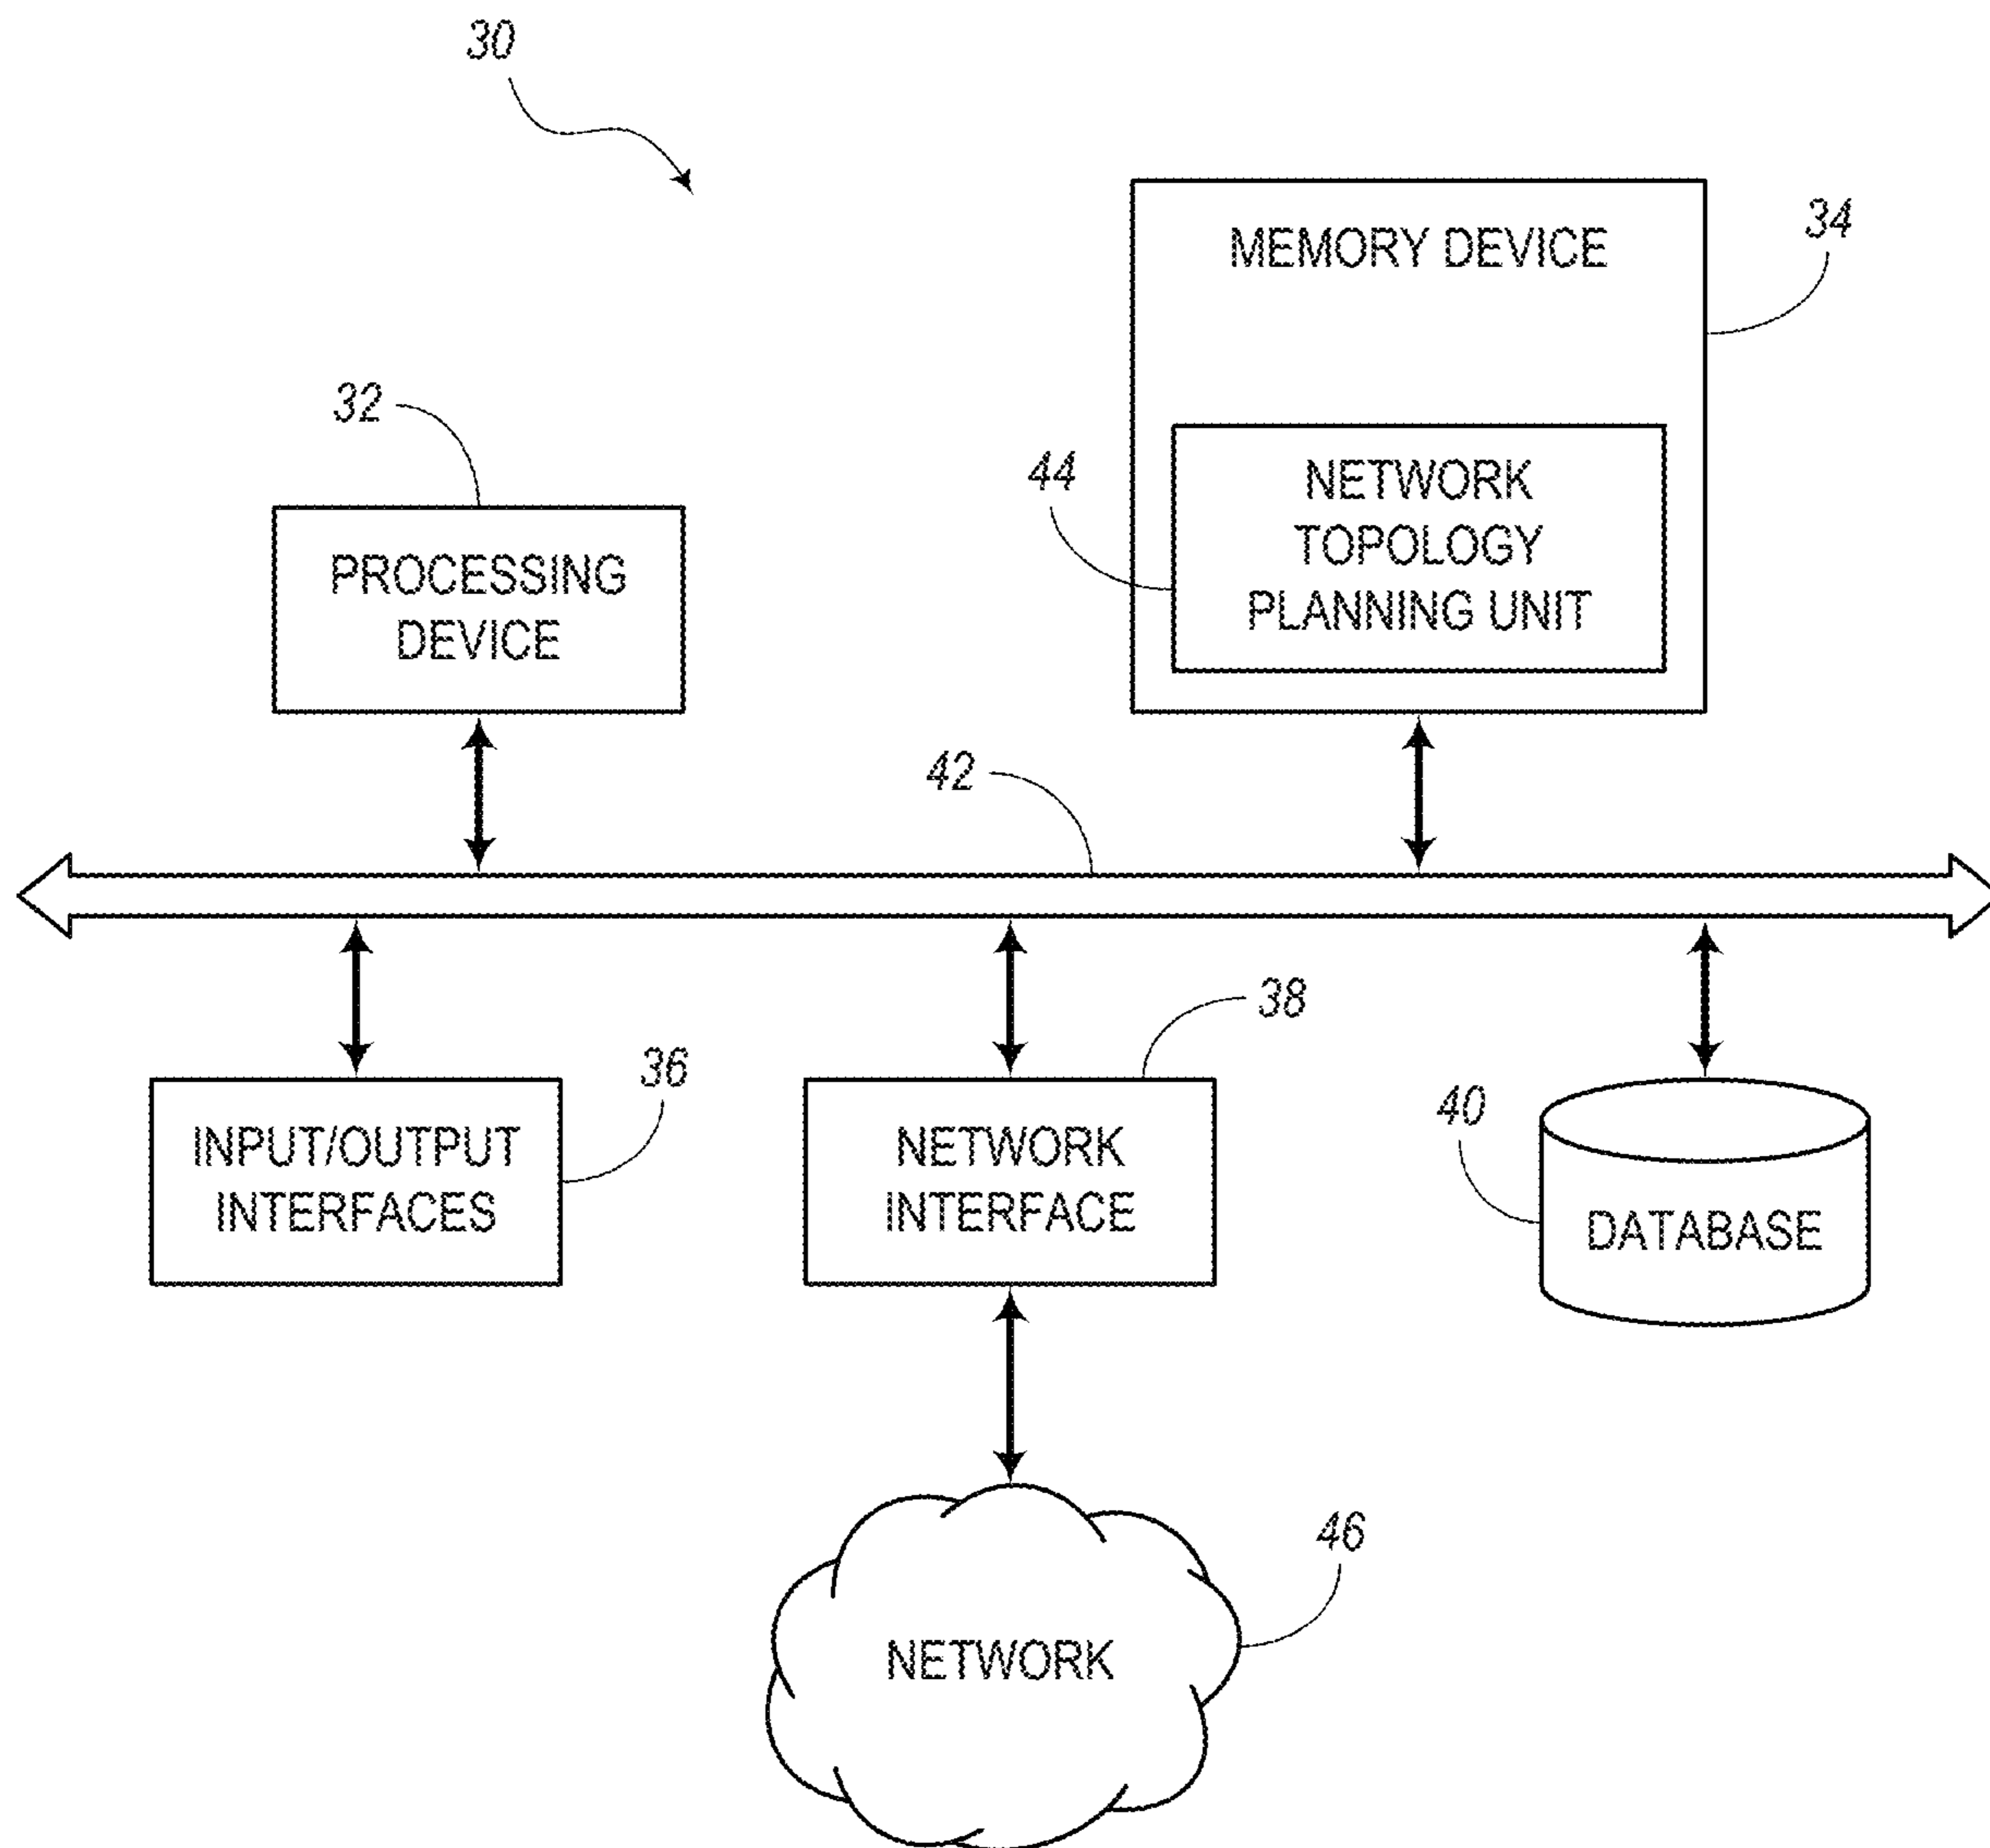 30
MEMORY DEVICE
34
32
44
NETWORK
TOPOLOGY
PLANNING UNIT
PROCESSING
DEVICE
42
38
36
40
INPUT/OUTPUT
INTERFACES
NETWORK
INTERFACE
DATABASE
46
NETWORK